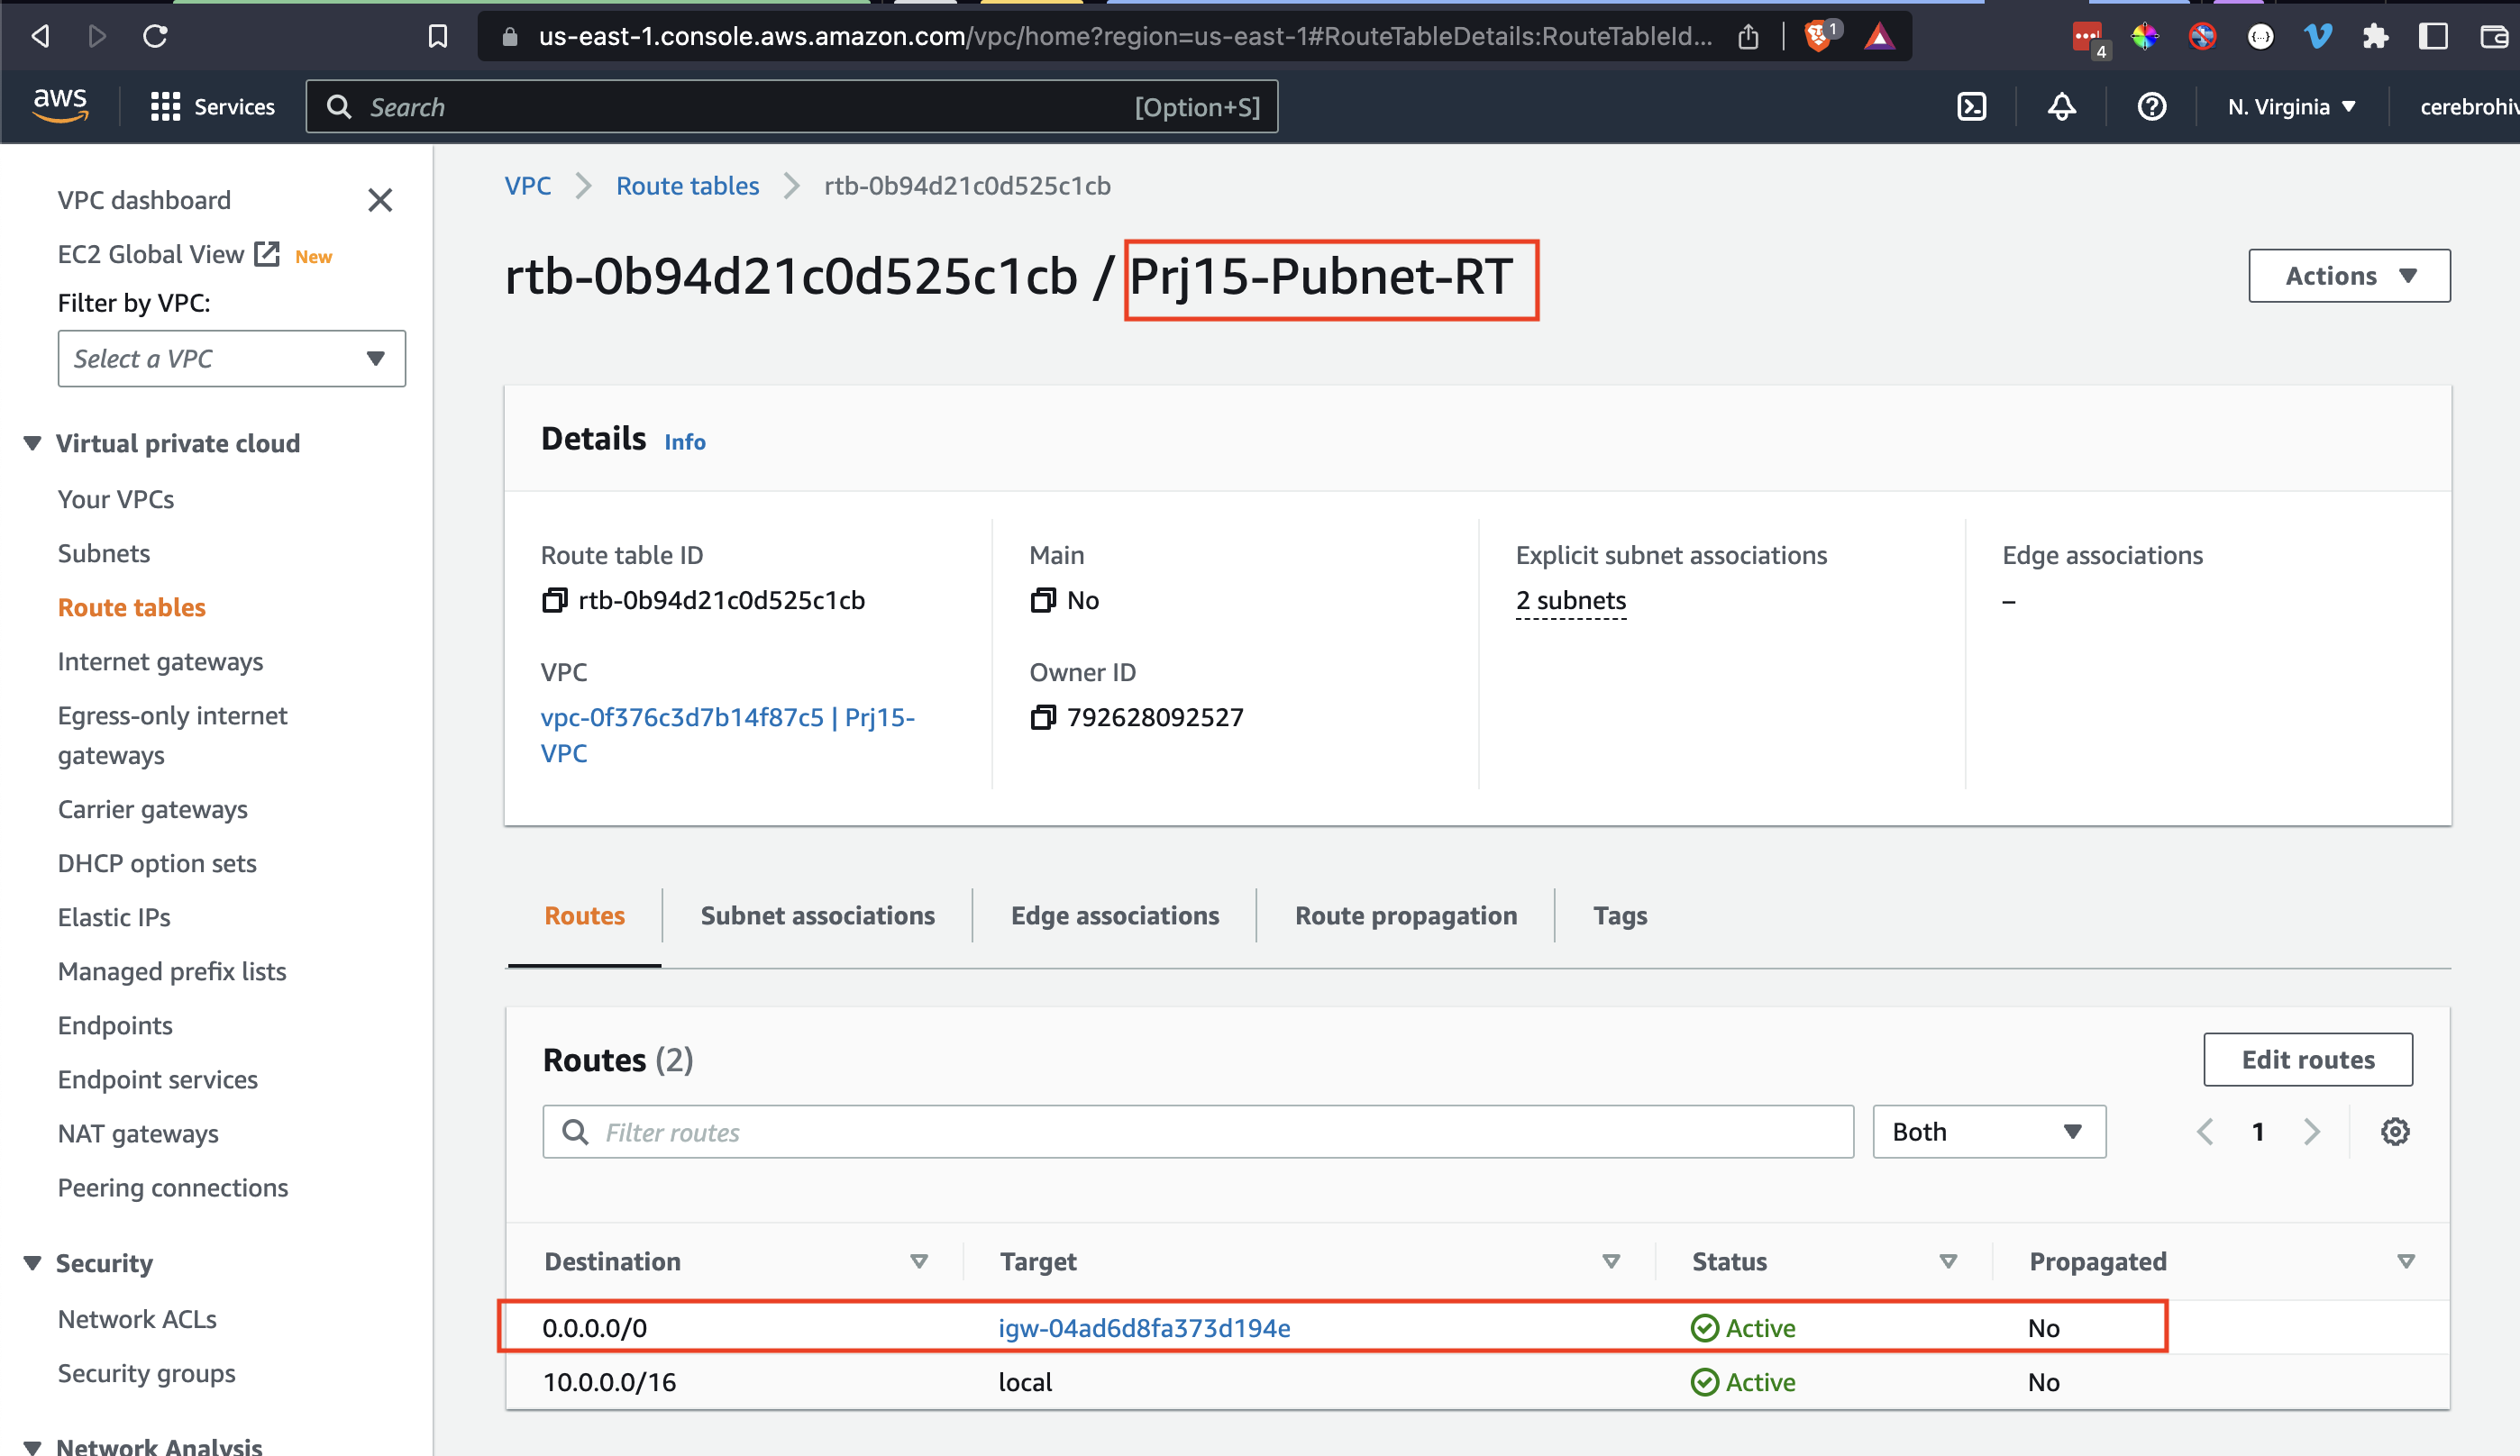 us-east-1.console.aws.amazon.com/vpc/home?region=us-east-1#RouteTableDetails:RouteTableId...
1
4
aws
Services
Search
[Option+S]
N. Virginia
cerebrohiv
VPC dashboard
EC2 Global View New
Filter by VPC:
Select a VPC
Virtual private cloud
Your VPCs
Subnets
Route tables
Internet gateways
Egress-only internet
gateways
Carrier gateways
DHCP option sets
Elastic IPs
Managed prefix lists
Endpoints
Endpoint services
NAT gateways
Peering connections
Security
Network ACLs
Security groups
Network Analysis
VPC
Route tables
rtb-0b94d21c0d525c1cb
rtb-0b94d21c0d525c1cb / Prj15-Pubnet-RT
Actions
Details Info
Route table ID
rtb-0b94d21c0d525c1cb
Main
No
Explicit subnet associations
2 subnets
Edge associations
–
VPC
vpc-0f376c3d7b14f87c5 | Prj15-
VPC
Owner ID
792628092527
Routes
Subnet associations
Edge associations
Route propagation
Tags
Routes (2)
Edit routes
Filter routes
Both
1
Destination Target Status Propagated
0.0.0.0/0 igw-04ad6d8fa373d194e Active No
10.0.0.0/16 local Active No